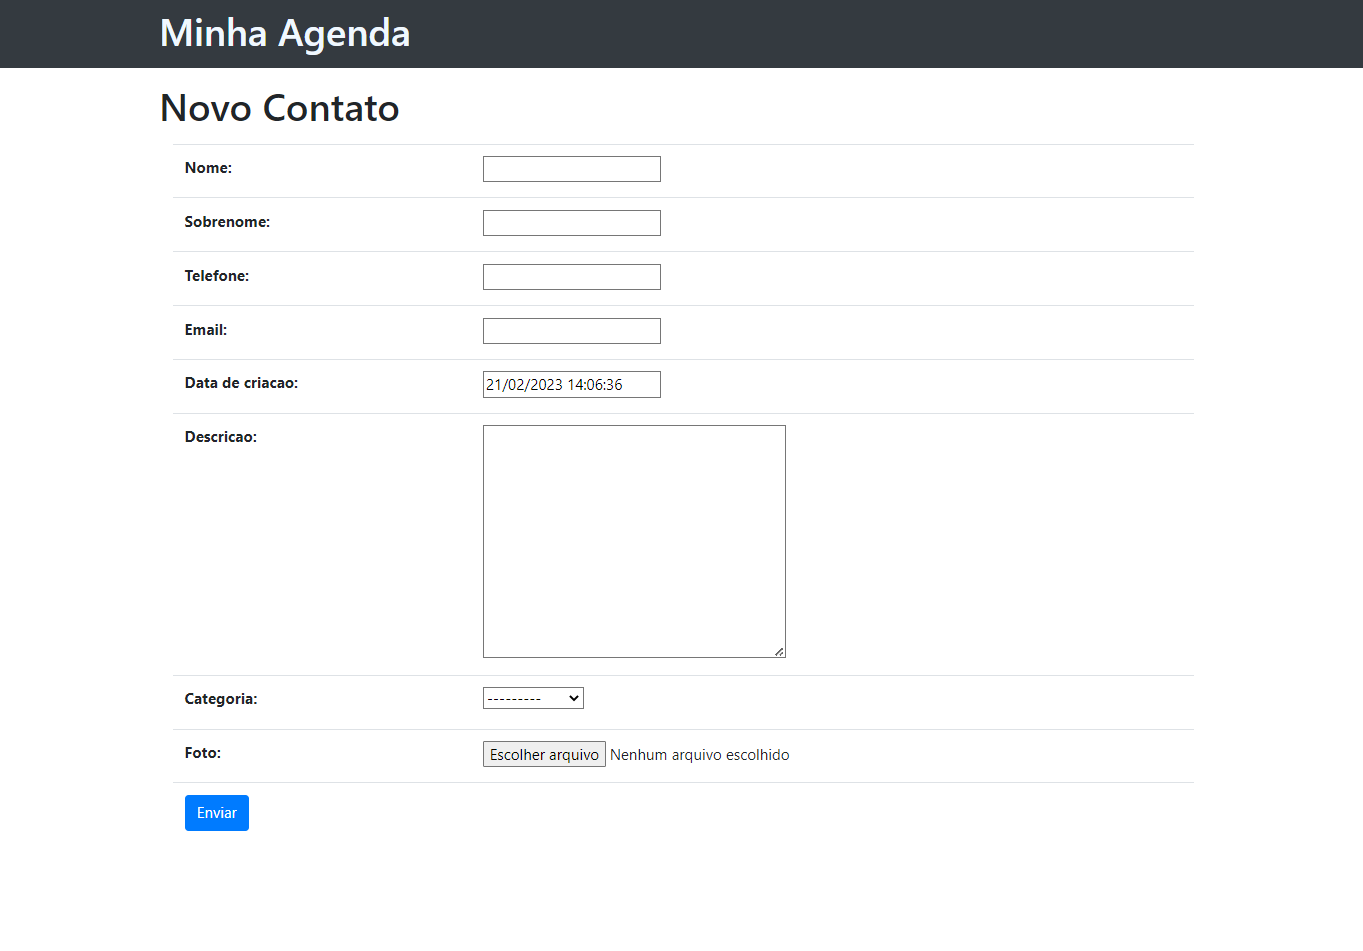 Minha Agenda
Novo Contato
Nome:
Sobrenome:
Telefone:
Email:
Data de criacao: 21/02/2023 14:06:36
Descricao:
Categoria: ---------
Foto: Escolher arquivo Nenhum arquivo escolhido
Enviar